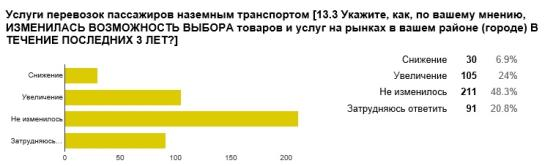 Услуги перевозок пассажиров наземным транспортом [13.3 Укажите, как, по вашему мнению,
ИЗМЕНИЛАСЬ ВОЗМОЖНОСТЬ ВЫБОРА товаров и услуг на рынках в вашем районе (городе) В
ТЕЧЕНИЕ ПОСЛЕДНИХ 3 ЛЕТ?]
Снижение 30 6.9%
Увеличение 105 24%
Не изменилось 211 48.3%
Затрудняюсь ответить 91 20.8%
Снижение
Увеличение
Не изменилось
Затрудняюсь…
0 50 100 150 200